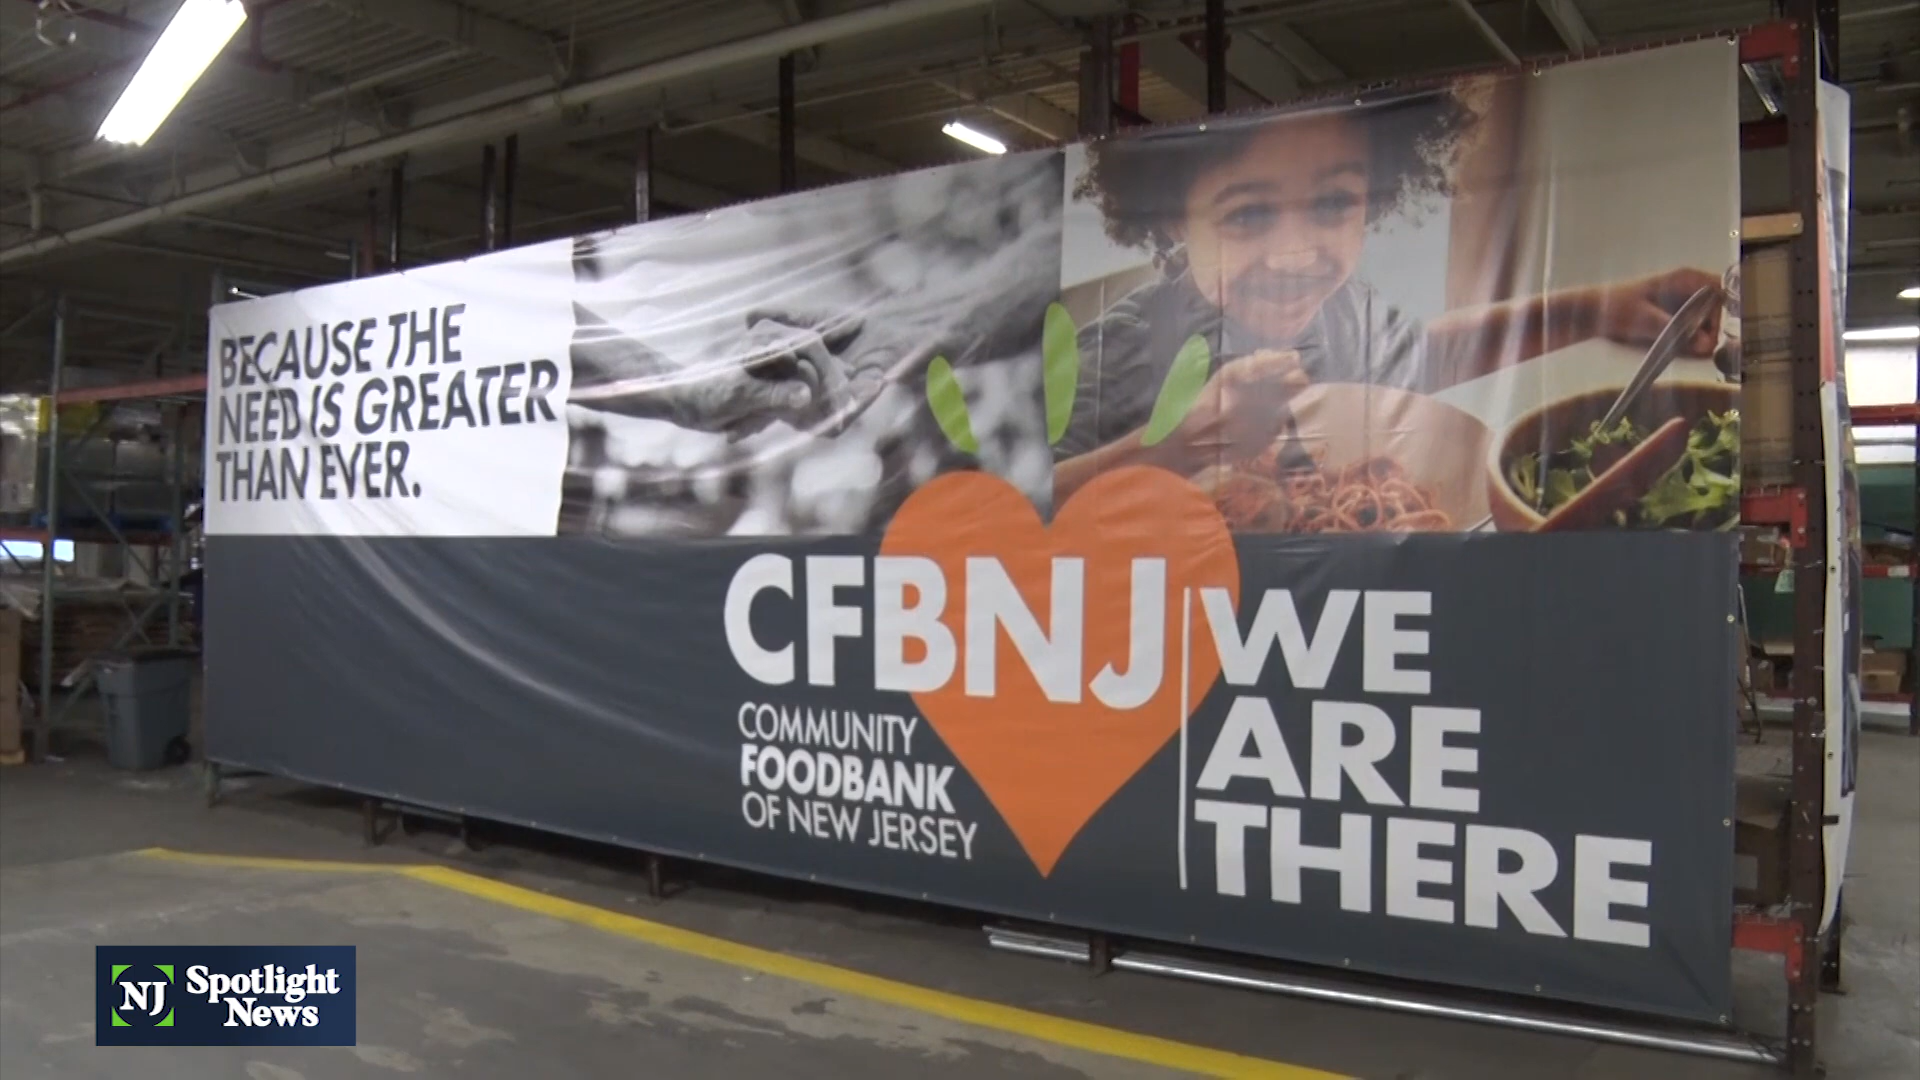 BECAUSE THE
NEED IS GREATER
THAN EVER.
CFBNJ
COMMUNITY
FOODBANK
OF NEW JERSEY
WE
ARE
THERE
NJ
Spotlight
News